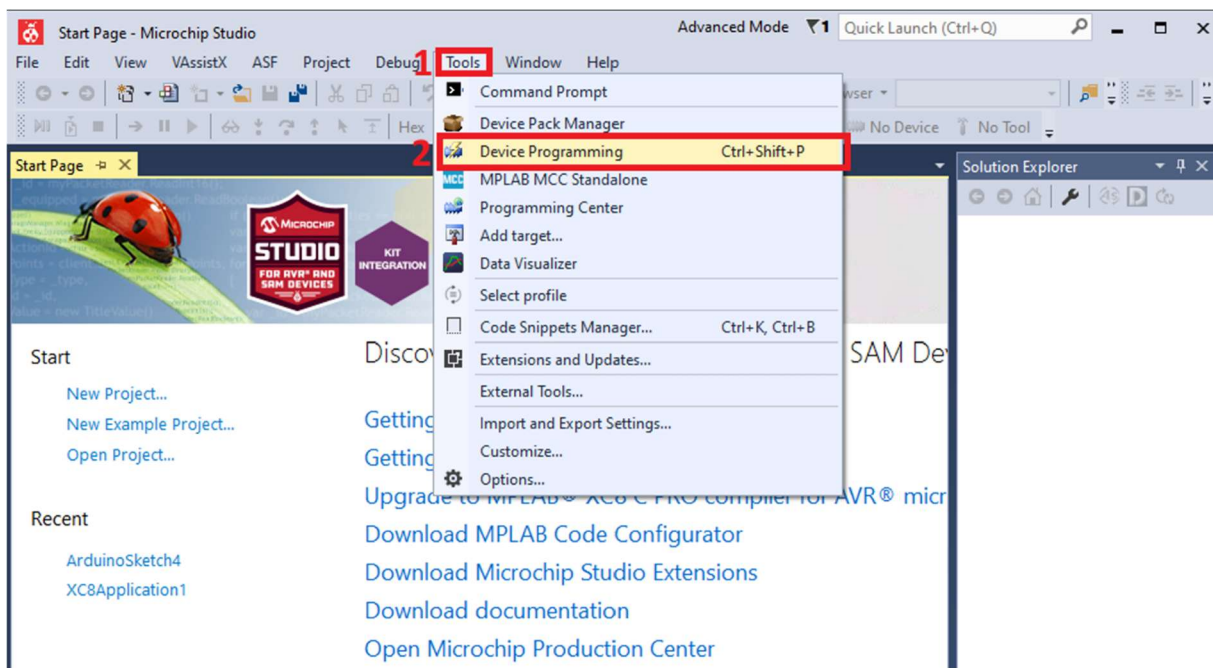 Start Page - Microchip Studio
Advanced Mode
1
Quick Launch (Ctrl+Q)
File Edit View VAssistX ASF Project Debug 1 Tools Window Help
Hex
wser
No Device No Tool
Command Prompt
Device Pack Manager
2 Device Programming Ctrl+Shift+P
MCC MPLAB MCC Standalone
Programming Center
Add target...
Data Visualizer
Select profile
Code Snippets Manager... Ctrl+K, Ctrl+B
Extensions and Updates...
External Tools...
Import and Export Settings...
Customize...
Options...
Start Page
Solution Explorer
MICROCHIP
STUDIO
FOR AVR® AND
SAM DEVICES
KIT
INTEGRATION
Start
New Project...
New Example Project...
Open Project...
Recent
ArduinoSketch4
XC8Application1
Disco SAM De
Getting
Getting
Upgrade to MPLAB® XC8 C PRO compiler for AVR® micr
Download MPLAB Code Configurator
Download Microchip Studio Extensions
Download documentation
Open Microchip Production Center